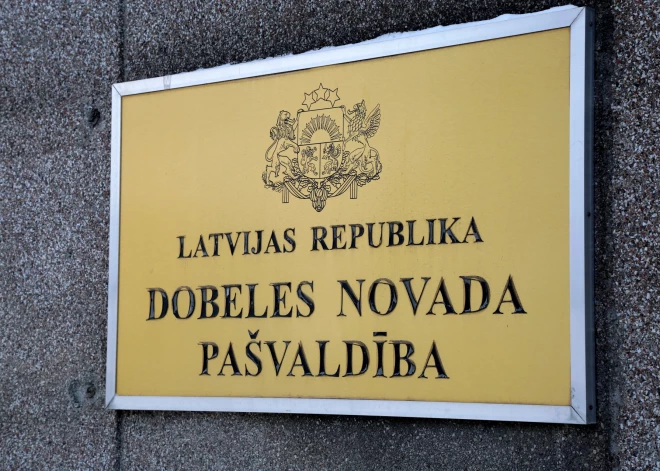 LATVIJAS REPUBLIKA
DOBELES NOVADA
PAŠVALDĪBA